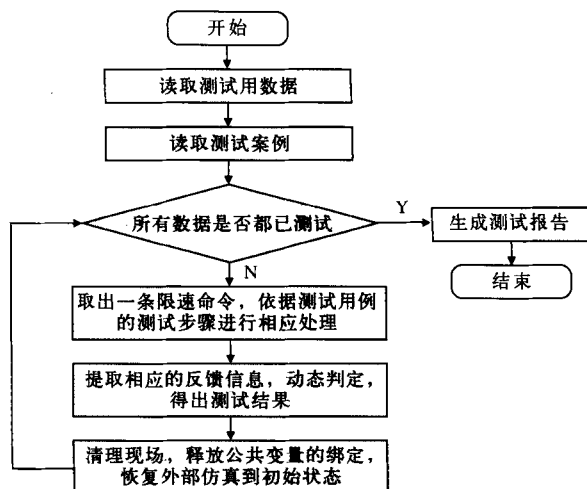 开始
读取测试用数据
读取测试案例
所有数据是否都已测试
Y
生成测试报告
结束
N
取出一条限速命令，依据测试用例
的测试步骤进行相应处理
提取相应的反馈信息，动态判定，
得出测试结果
清理现场，释放公共变量的绑定，
恢复外部仿真到初始状态